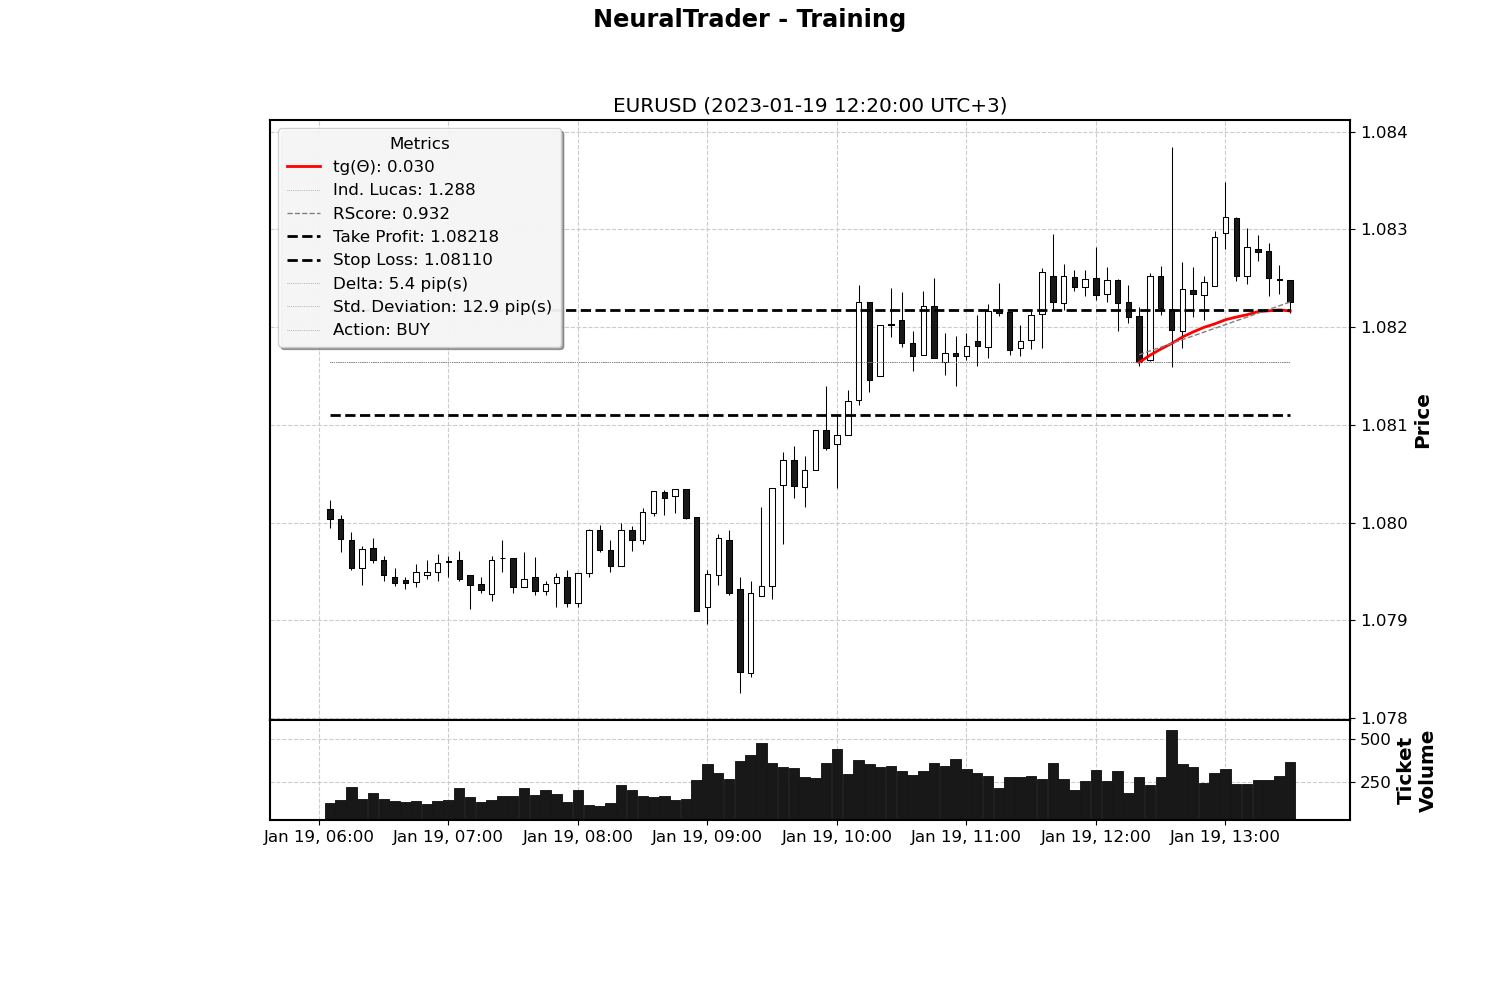 NeuralTrader - Training
EURUSD (2023-01-19 12:20:00 UTC+3)
Metrics
tg(Θ): 0.030
Ind. Lucas: 1.288
RScore: 0.932
Take Profit: 1.08218
Stop Loss: 1.08110
Delta: 5.4 pip(s)
Std. Deviation: 12.9 pip(s)
Action: BUY
1.084
1.083
1.082
1.081
1.080
1.079
1.078
Price
500
250
Ticket
Volume
Jan 19, 06:00
Jan 19, 07:00
Jan 19, 08:00
Jan 19, 09:00
Jan 19, 10:00
Jan 19, 11:00
Jan 19, 12:00
Jan 19, 13:00